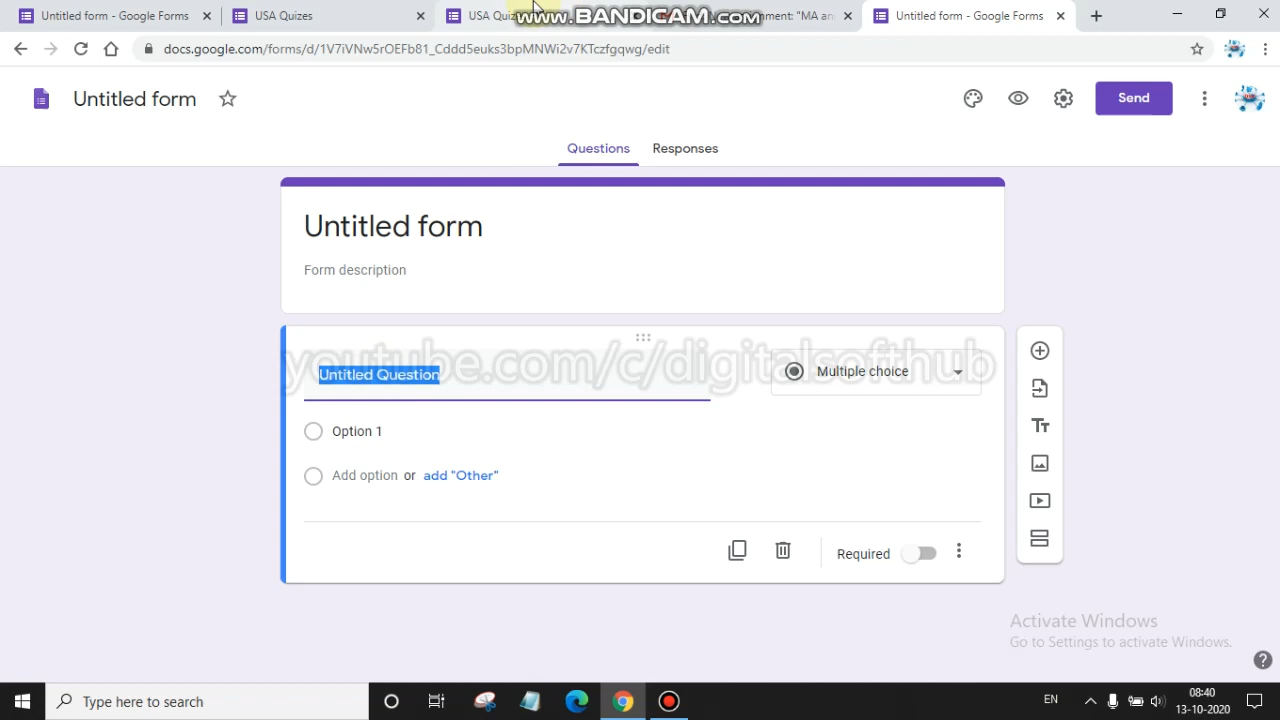 Untitled form - Google Forms
USA Quizes
USA Quiz
www.BANDICAM.com
nment: "MA an
Untitled form - Google Forms
docs.google.com/forms/d/1V7iVNw5rOEFb81_Cddd5euks3bpMNWi2v7KTczfgqwg/edit
Untitled form
Send
Questions
Responses
Untitled form
Form description
youtube.com/c/digitalsofthub
Untitled Question
Multiple choice
Option 1
Add option or add "Other"
Required
Activate Windows
Go to Settings to activate Windows.
Type here to search
EN
08:40
13-10-2020